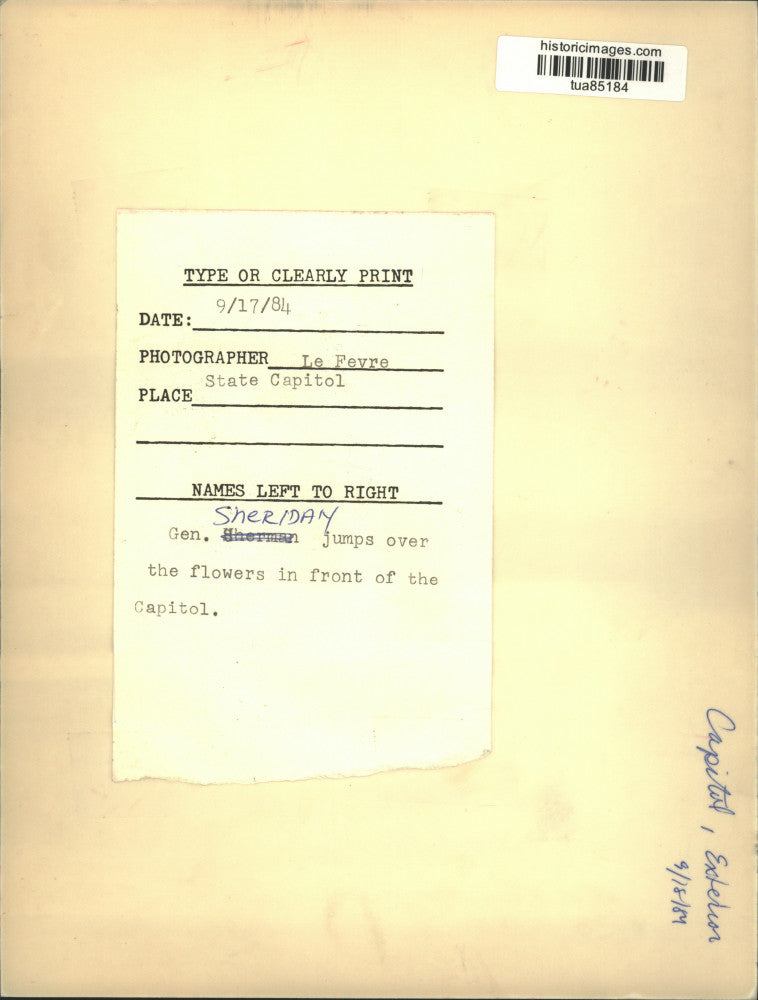 historicimages.com
tua85184
TYPE OR CLEARLY PRINT
9/17/84
DATE:
PHOTOGRAPHER Le Fevre
State Capitol
PLACE
NAMES LEFT TO RIGHT
SHERIDAN
Gen. Sherman jumps over
the flowers in front of the
Capitol.
Capitol, Exterior
9/18/84